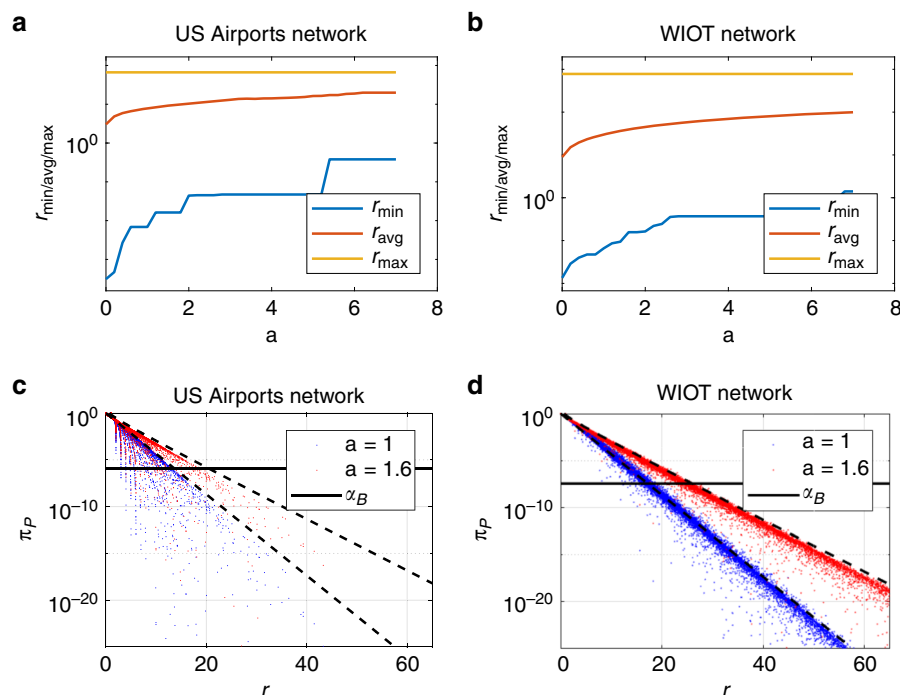 a
US Airports network
r min/avg/max
10^0
0
2
4
6
8
a
r_min
r_avg
r_max
b
WIOT network
r min/avg/max
10^0
0
2
4
6
8
a
r_min
r_avg
r_max
c
US Airports network
π_P
10^0
10^−10
10^−20
0
20
40
60
r
a = 1
a = 1.6
α_B
d
WIOT network
π_P
10^0
10^−10
10^−20
0
20
40
60
r
a = 1
a = 1.6
α_B